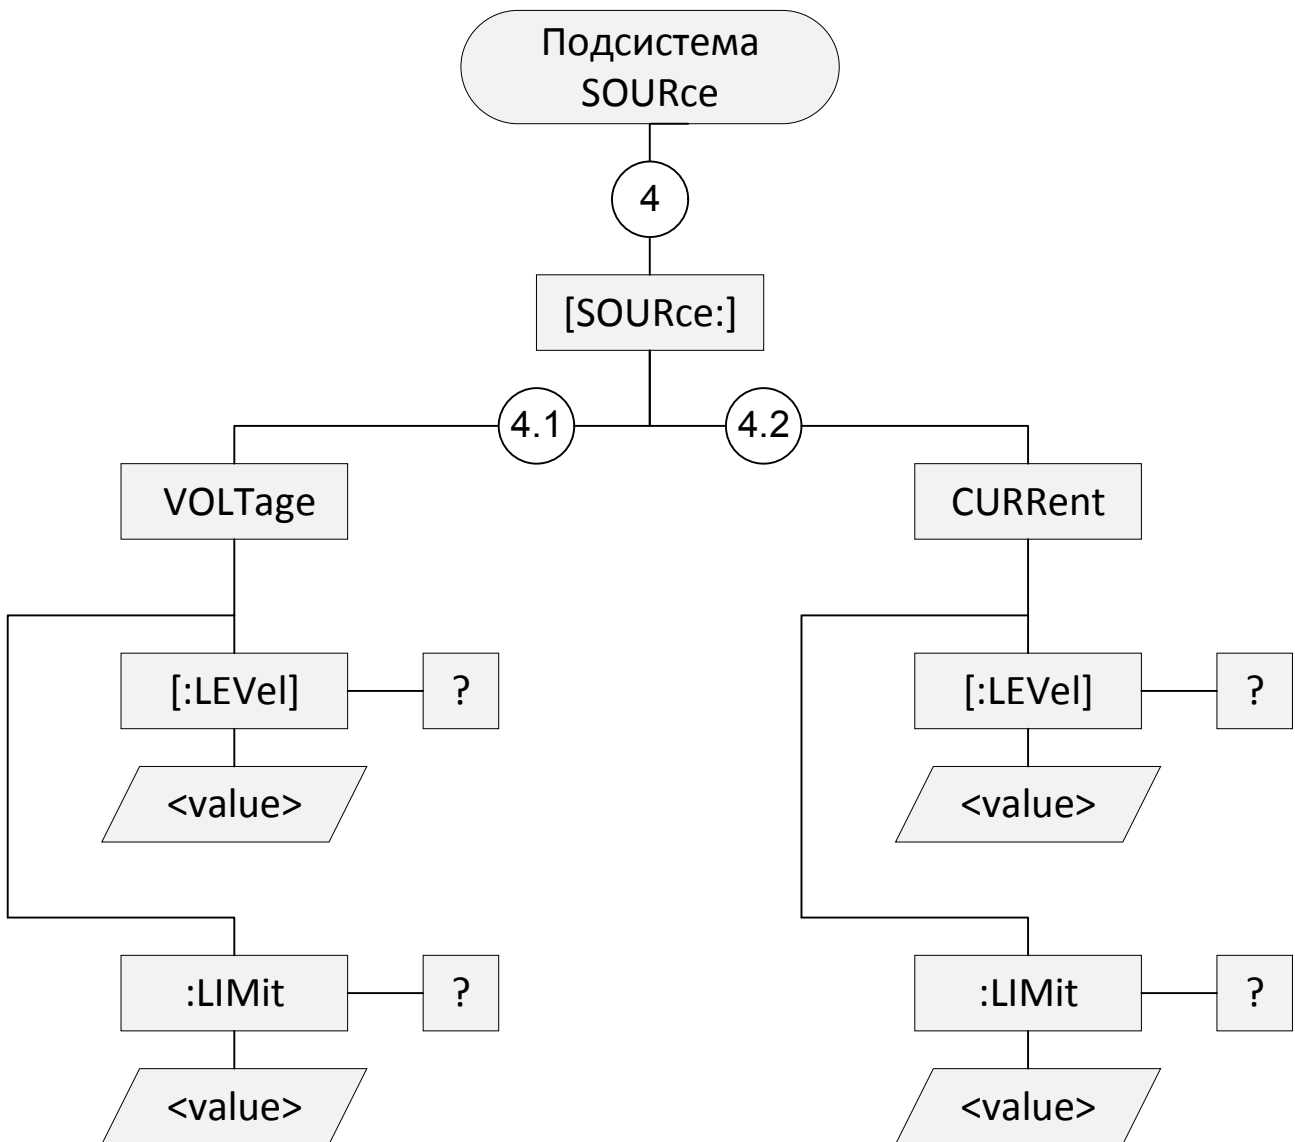 Подсистема
SOURce
4
[SOURce:]
4.1
4.2
VOLTage
CURRent
[:LEVel]
?
[:LEVel]
?
<value>
<value>
:LIMit
?
:LIMit
?
<value>
<value>